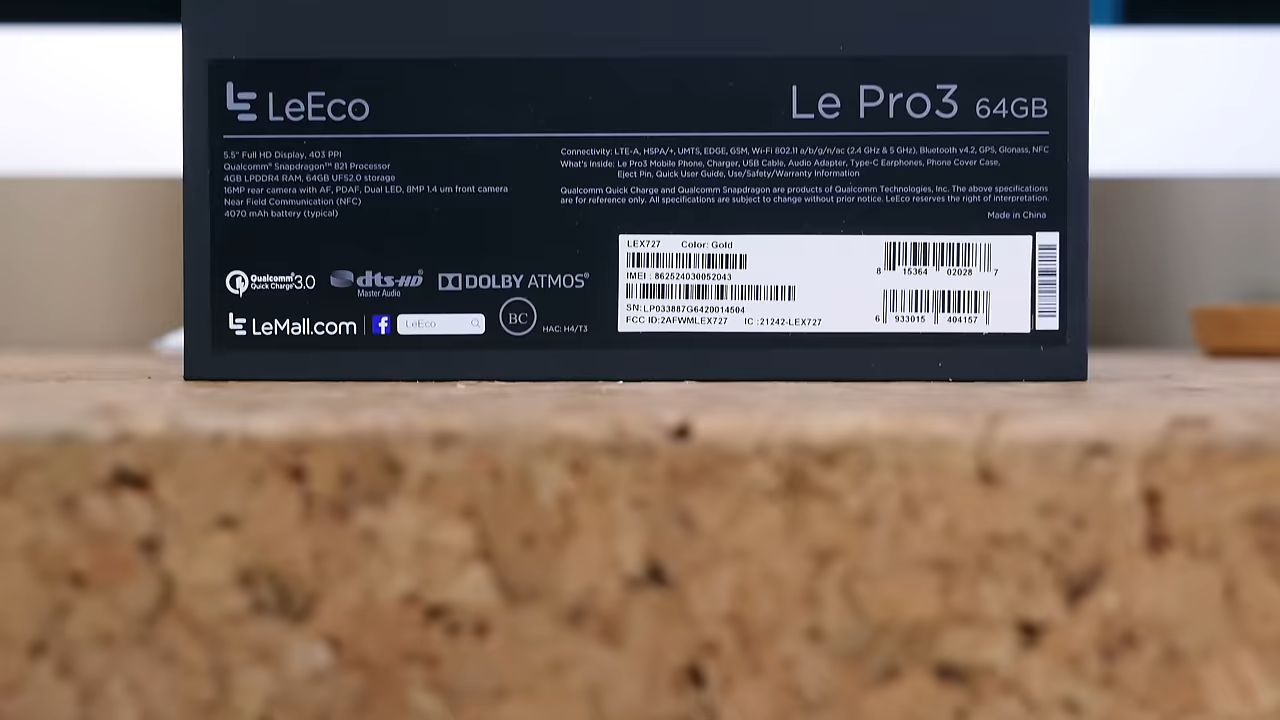 LeEco
Le Pro3 64GB
5.5" Full HD Display, 403 PPI
Qualcomm® Snapdragon™ 821 Processor
4GB LPDDR4 RAM, 64GB UFS2.0 storage
16MP rear camera with AF, PDAF, Dual LED, 8MP 1.4 um front camera
Near Field Communication (NFC)
4070 mAh battery (typical)
Connectivity: LTE-A, HSPA/+, UMTS, EDGE, GSM, Wi-Fi 802.11 a/b/g/n/ac (2.4 GHz & 5 GHz), Bluetooth v4.2, GPS, Glonass, NFC
What's Inside: Le Pro3 Mobile Phone, Charger, USB Cable, Audio Adapter, Type-C Earphones, Phone Cover Case,
Eject Pin, Quick User Guide, Use/Safety/Warranty Information
Qualcomm Quick Charge and Qualcomm Snapdragon are products of Qualcomm Technologies, Inc. The above specifications
are for reference only. All specifications are subject to change without prior notice. LeEco reserves the right of interpretation.
Made in China
Qualcomm®
Quick Charge™ 3.0
dts-HD®
Master Audio
DOLBY ATMOS®
LeMall.com
f
LeEco
BC
HAC: H4/T3
LEX727 Color: Gold
IMEI : 862524030052043
SN:LP033887G6420014504
FCC ID:2AFWMLEX727 IC :21242-LEX727
8 15364 02028 7
6 933015 404157